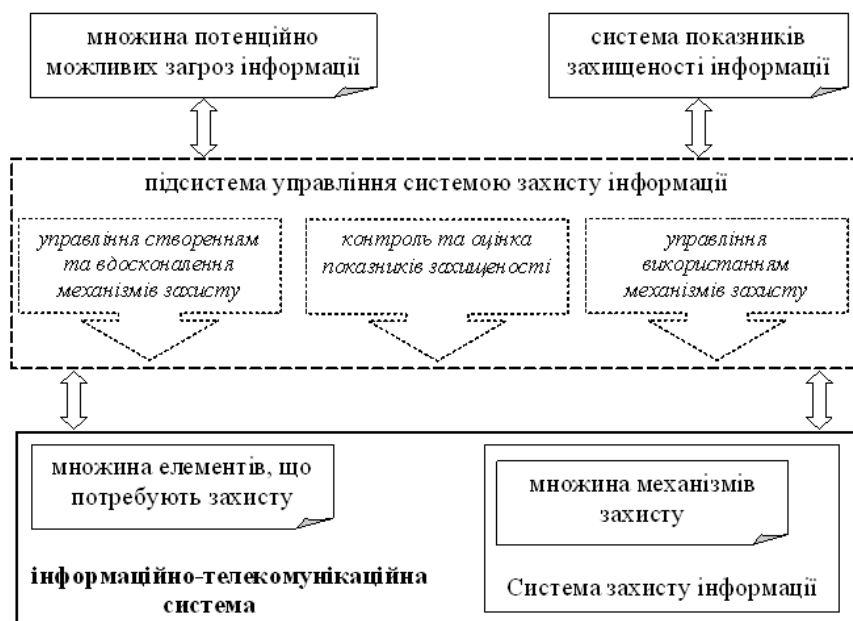 множина потенційно
можливих загроз інформації
система показників
захищеності інформації
підсистема управління системою захисту інформації
управління створенням
та вдосконалення
механізмів захисту
контроль та оцінка
показників захищеності
управління
використанням
механізмів захисту
множина елементів, що
потребують захисту
інформаційно-телекомунікаційна
система
множина механізмів
захисту
Система захисту інформації